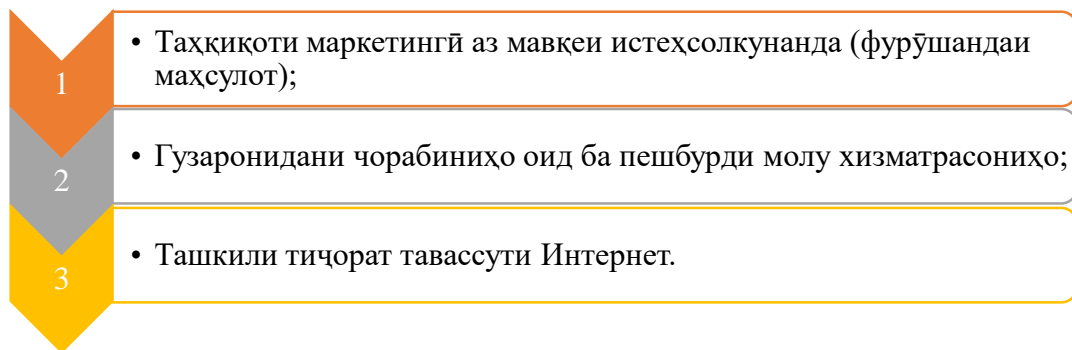 1
• Таҳқиқоти маркетингӣ аз мавқеи истеҳсолкунанда (фурӯшандаи
маҳсулот);
2
• Гузаронидани чорабиниҳо оид ба пешбурди молу хизматрасониҳо;
3
• Ташкили тиҷорат тавассути Интернет.